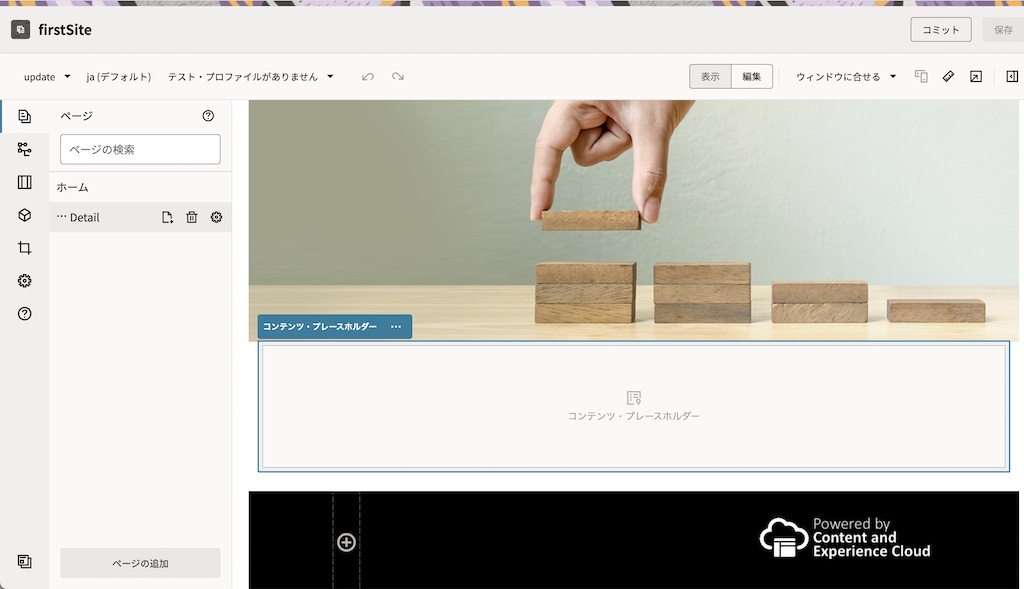 firstSite
コミット
保存
update
ja (デフォルト)
テスト・プロファイルがありません
表示
編集
ウィンドウに合せる
ページ
ページの検索
ホーム
Detail
ページの追加
コンテンツ・プレースホルダー
コンテンツ・プレースホルダー
Powered by
Content and
Experience Cloud